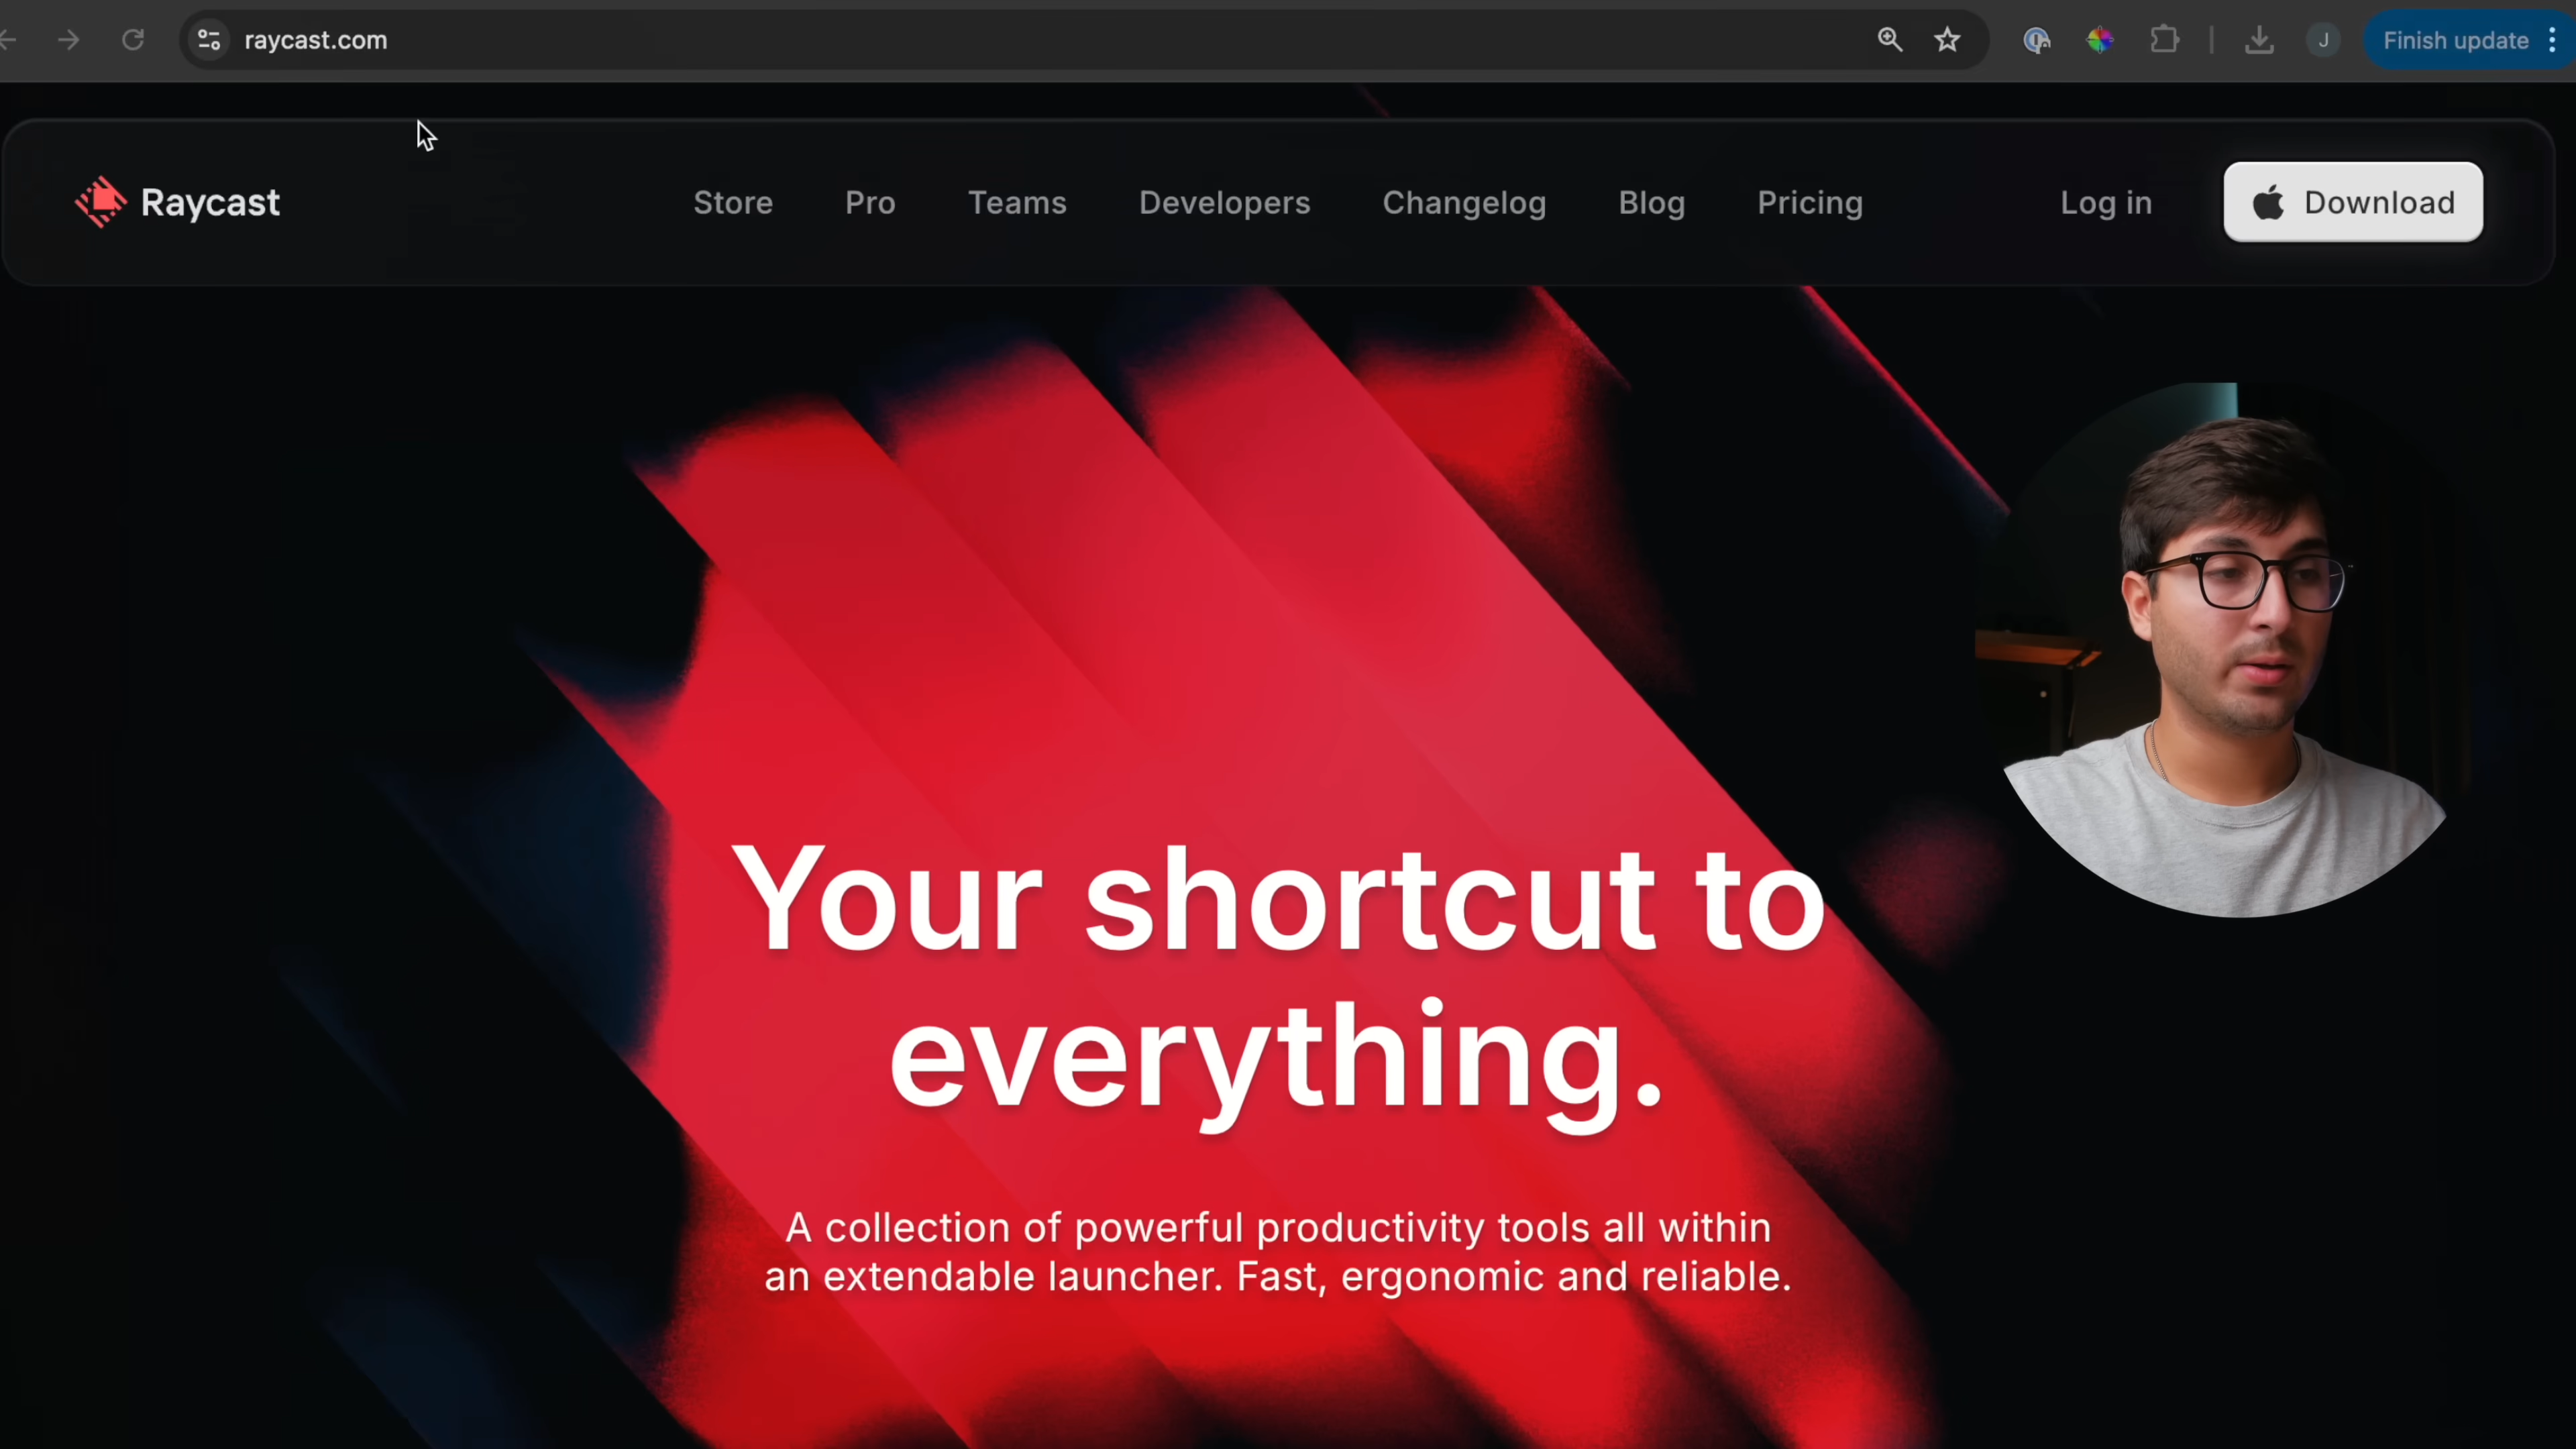 raycast.com
J
Finish update
Raycast
Store
Pro
Teams
Developers
Changelog
Blog
Pricing
Log in
Download
Your shortcut to
everything.
A collection of powerful productivity tools all within
an extendable launcher. Fast, ergonomic and reliable.